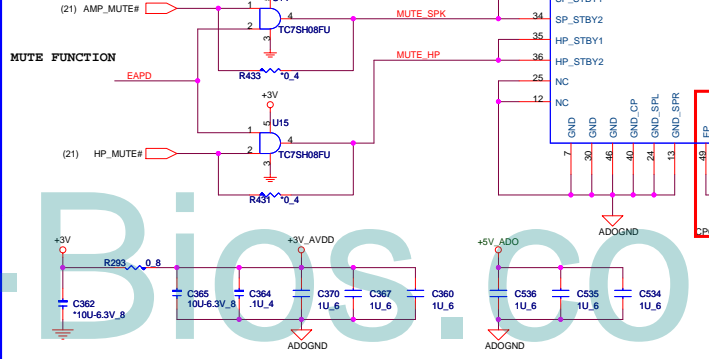 (21) AMP_MUTE#
1
2
3
4
TC7SH08FU
MUTE_SPK
34
SP_STBY2
35
HP_STBY1
36
HP_STBY2
25
NC
12
NC
MUTE FUNCTION
EAPD
R433
*0_4
MUTE_HP
+3V
5
U15
1
2
3
4
TC7SH08FU
(21) HP_MUTE#
R431
*0_4
GND
GND
GND
GND_CP
GND_SPL
GND_SPR
7
30
46
40
24
13
49
ADOGND
+3V
R293
0_8
+3V_AVDD
+5V_ADO
C362
*10U-6.3V_8
C365
10U-6.3V_8
C364
.1U_4
C370
1U_6
C367
1U_6
C360
1U_6
C536
1U_6
C535
1U_6
C534
1U_6
ADOGND
ADOGND
-Bios.co